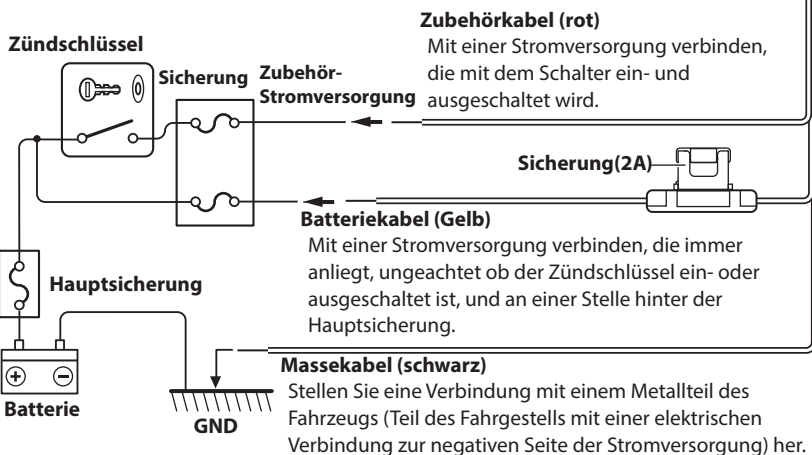 Zubehörkabel (rot)
Mit einer Stromversorgung verbinden,
die mit dem Schalter ein- und
ausgeschaltet wird.
Zündschlüssel
Sicherung
Zubehör-
Stromversorgung
Sicherung(2A)
Batteriekabel (Gelb)
Mit einer Stromversorgung verbinden, die immer
anliegt, ungeachtet ob der Zündschlüssel ein- oder
ausgeschaltet ist, und an einer Stelle hinter der
Hauptsicherung.
Hauptsicherung
Massekabel (schwarz)
Stellen Sie eine Verbindung mit einem Metallteil des
Fahrzeugs (Teil des Fahrgestells mit einer elektrischen
Verbindung zur negativen Seite der Stromversorgung) her.
+
−
Batterie
GND